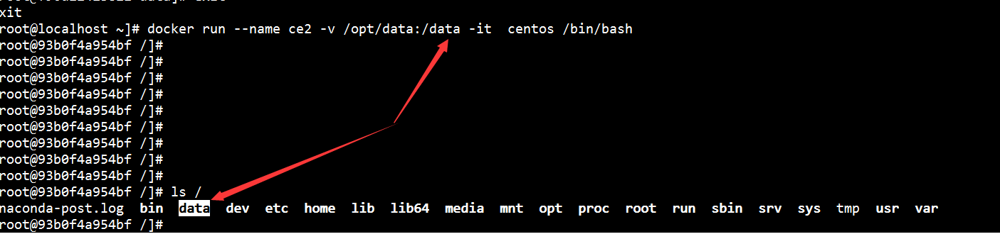 xit
root@localhost ~]# docker run --name ce2 -v /opt/data:/data -it  centos /bin/bash
root@93b0f4a954bf /]#
root@93b0f4a954bf /]#
root@93b0f4a954bf /]#
root@93b0f4a954bf /]#
root@93b0f4a954bf /]#
root@93b0f4a954bf /]#
root@93b0f4a954bf /]#
root@93b0f4a954bf /]#
root@93b0f4a954bf /]#
root@93b0f4a954bf /]# ls /
naconda-post.log  bin  data  dev  etc  home  lib  lib64  media  mnt  opt  proc  root  run  sbin  srv  sys  tmp  usr  var
root@93b0f4a954bf /]#